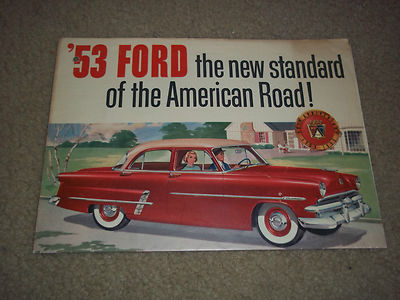 '53 FORD the new standard
of the American Road!